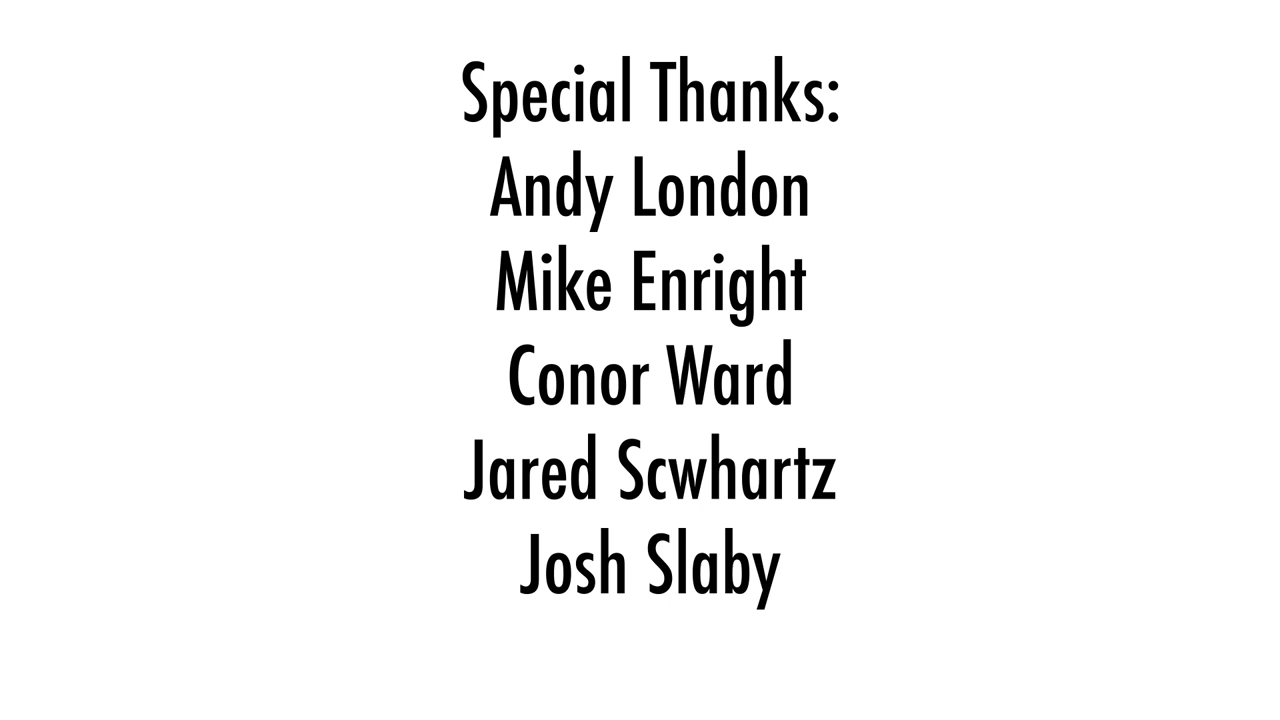 Special Thanks:
Andy London
Mike Enright
Conor Ward
Jared Scwhartz
Josh Slaby